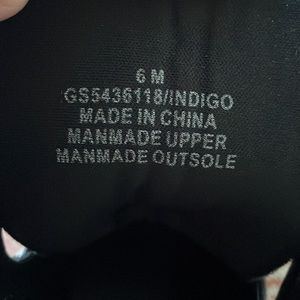 6 M
GS5436118/INDIGO
MADE IN CHINA
MANMADE UPPER
MANMADE OUTSOLE